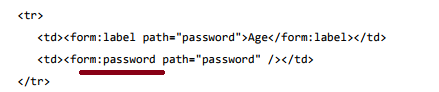 <tr>
<td><form:label path="password">Age</form:label></td>
<td><form:password path="password" /></td>
</tr>